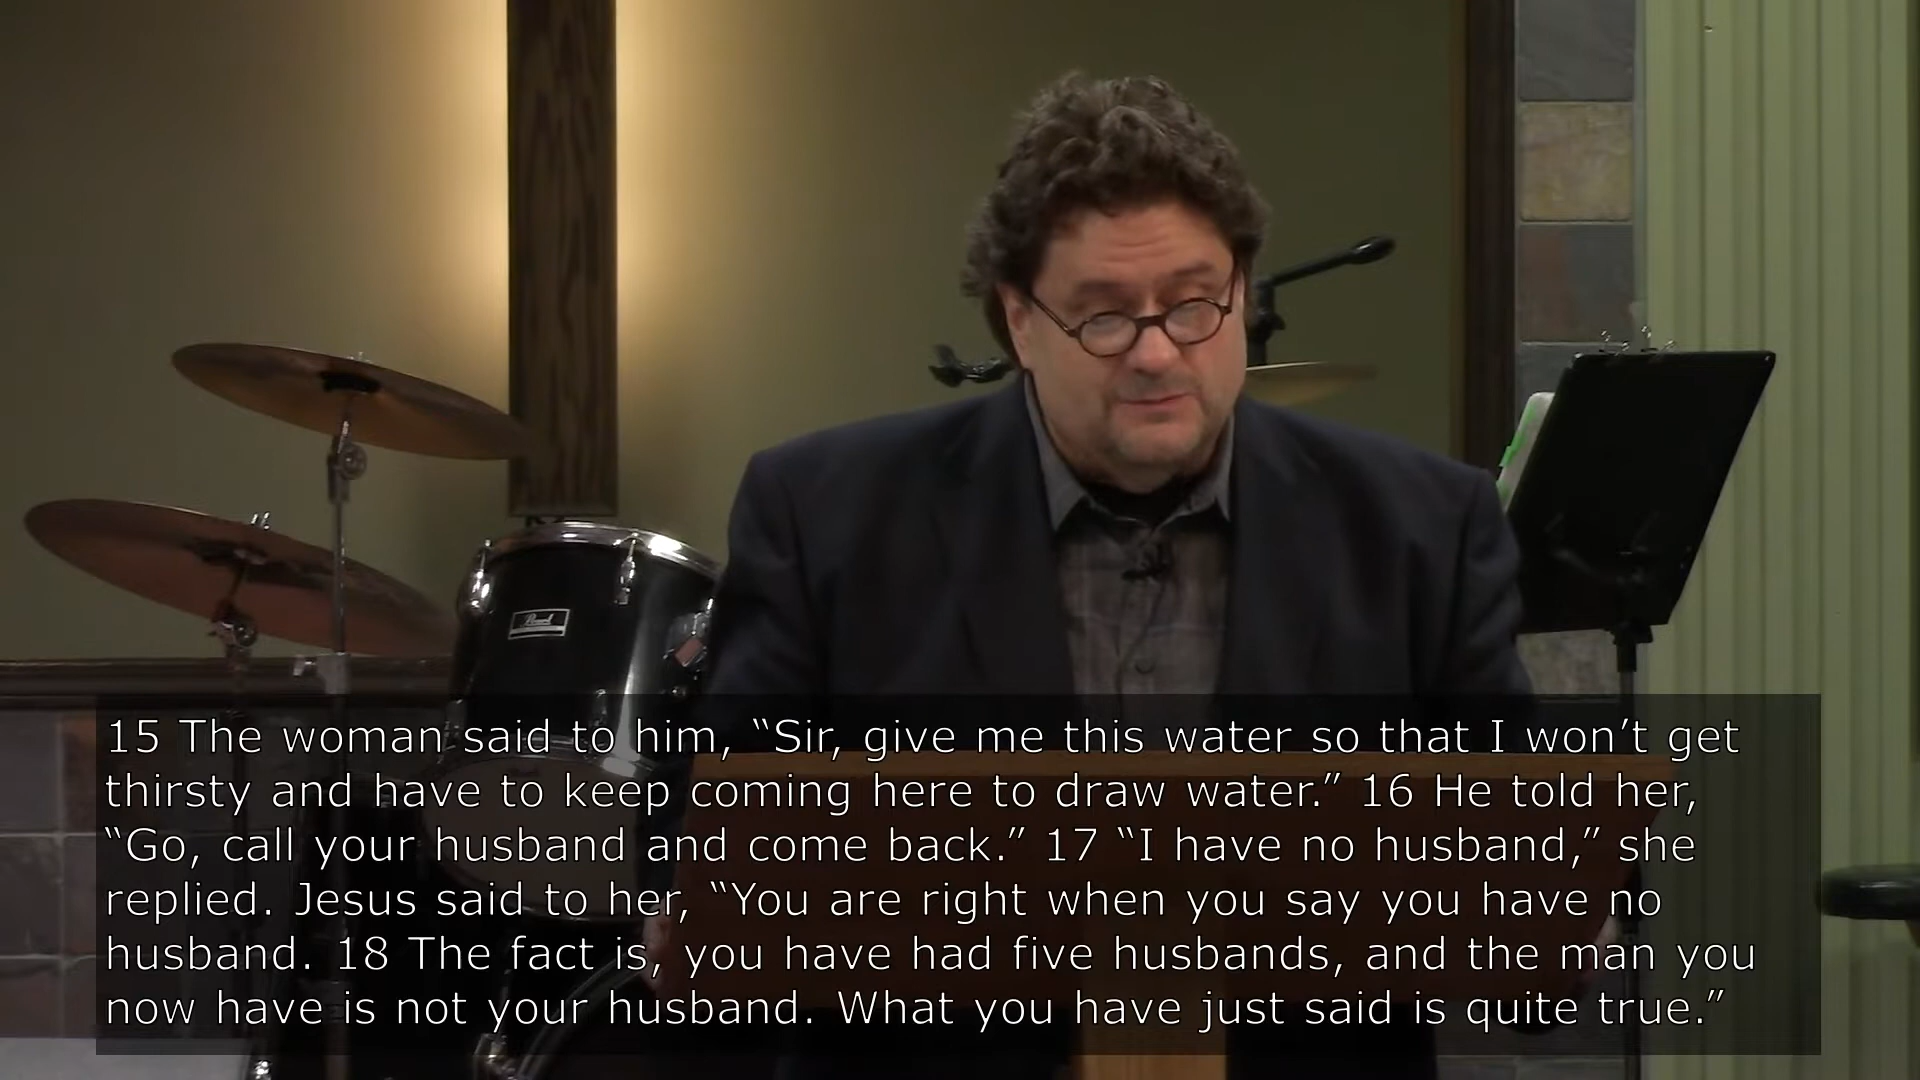 Pearl
15 The woman said to him, “Sir, give me this water so that I won’t get
thirsty and have to keep coming here to draw water.” 16 He told her,
“Go, call your husband and come back.” 17 “I have no husband,” she
replied. Jesus said to her, “You are right when you say you have no
husband. 18 The fact is, you have had five husbands, and the man you
now have is not your husband. What you have just said is quite true.”